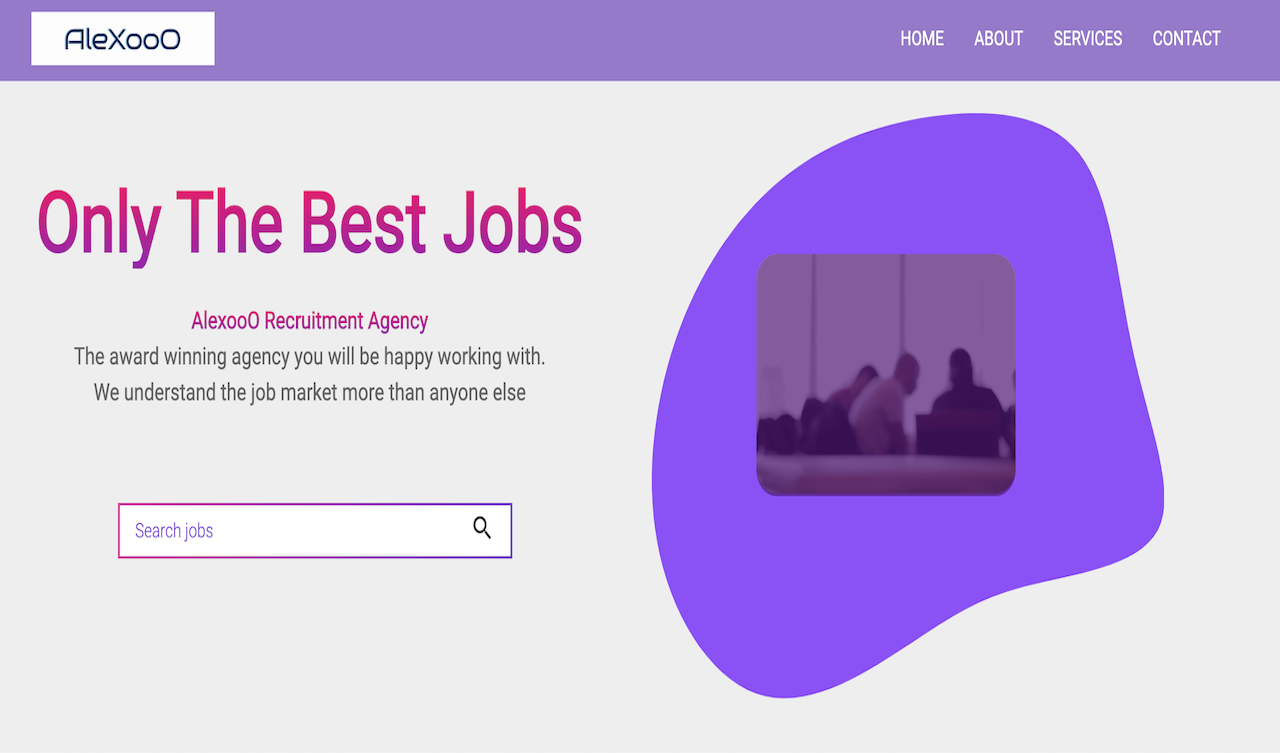 AleXooO
HOME ABOUT SERVICES CONTACT
Only The Best Jobs
AlexooO Recruitment Agency
The award winning agency you will be happy working with.
We understand the job market more than anyone else
Search jobs